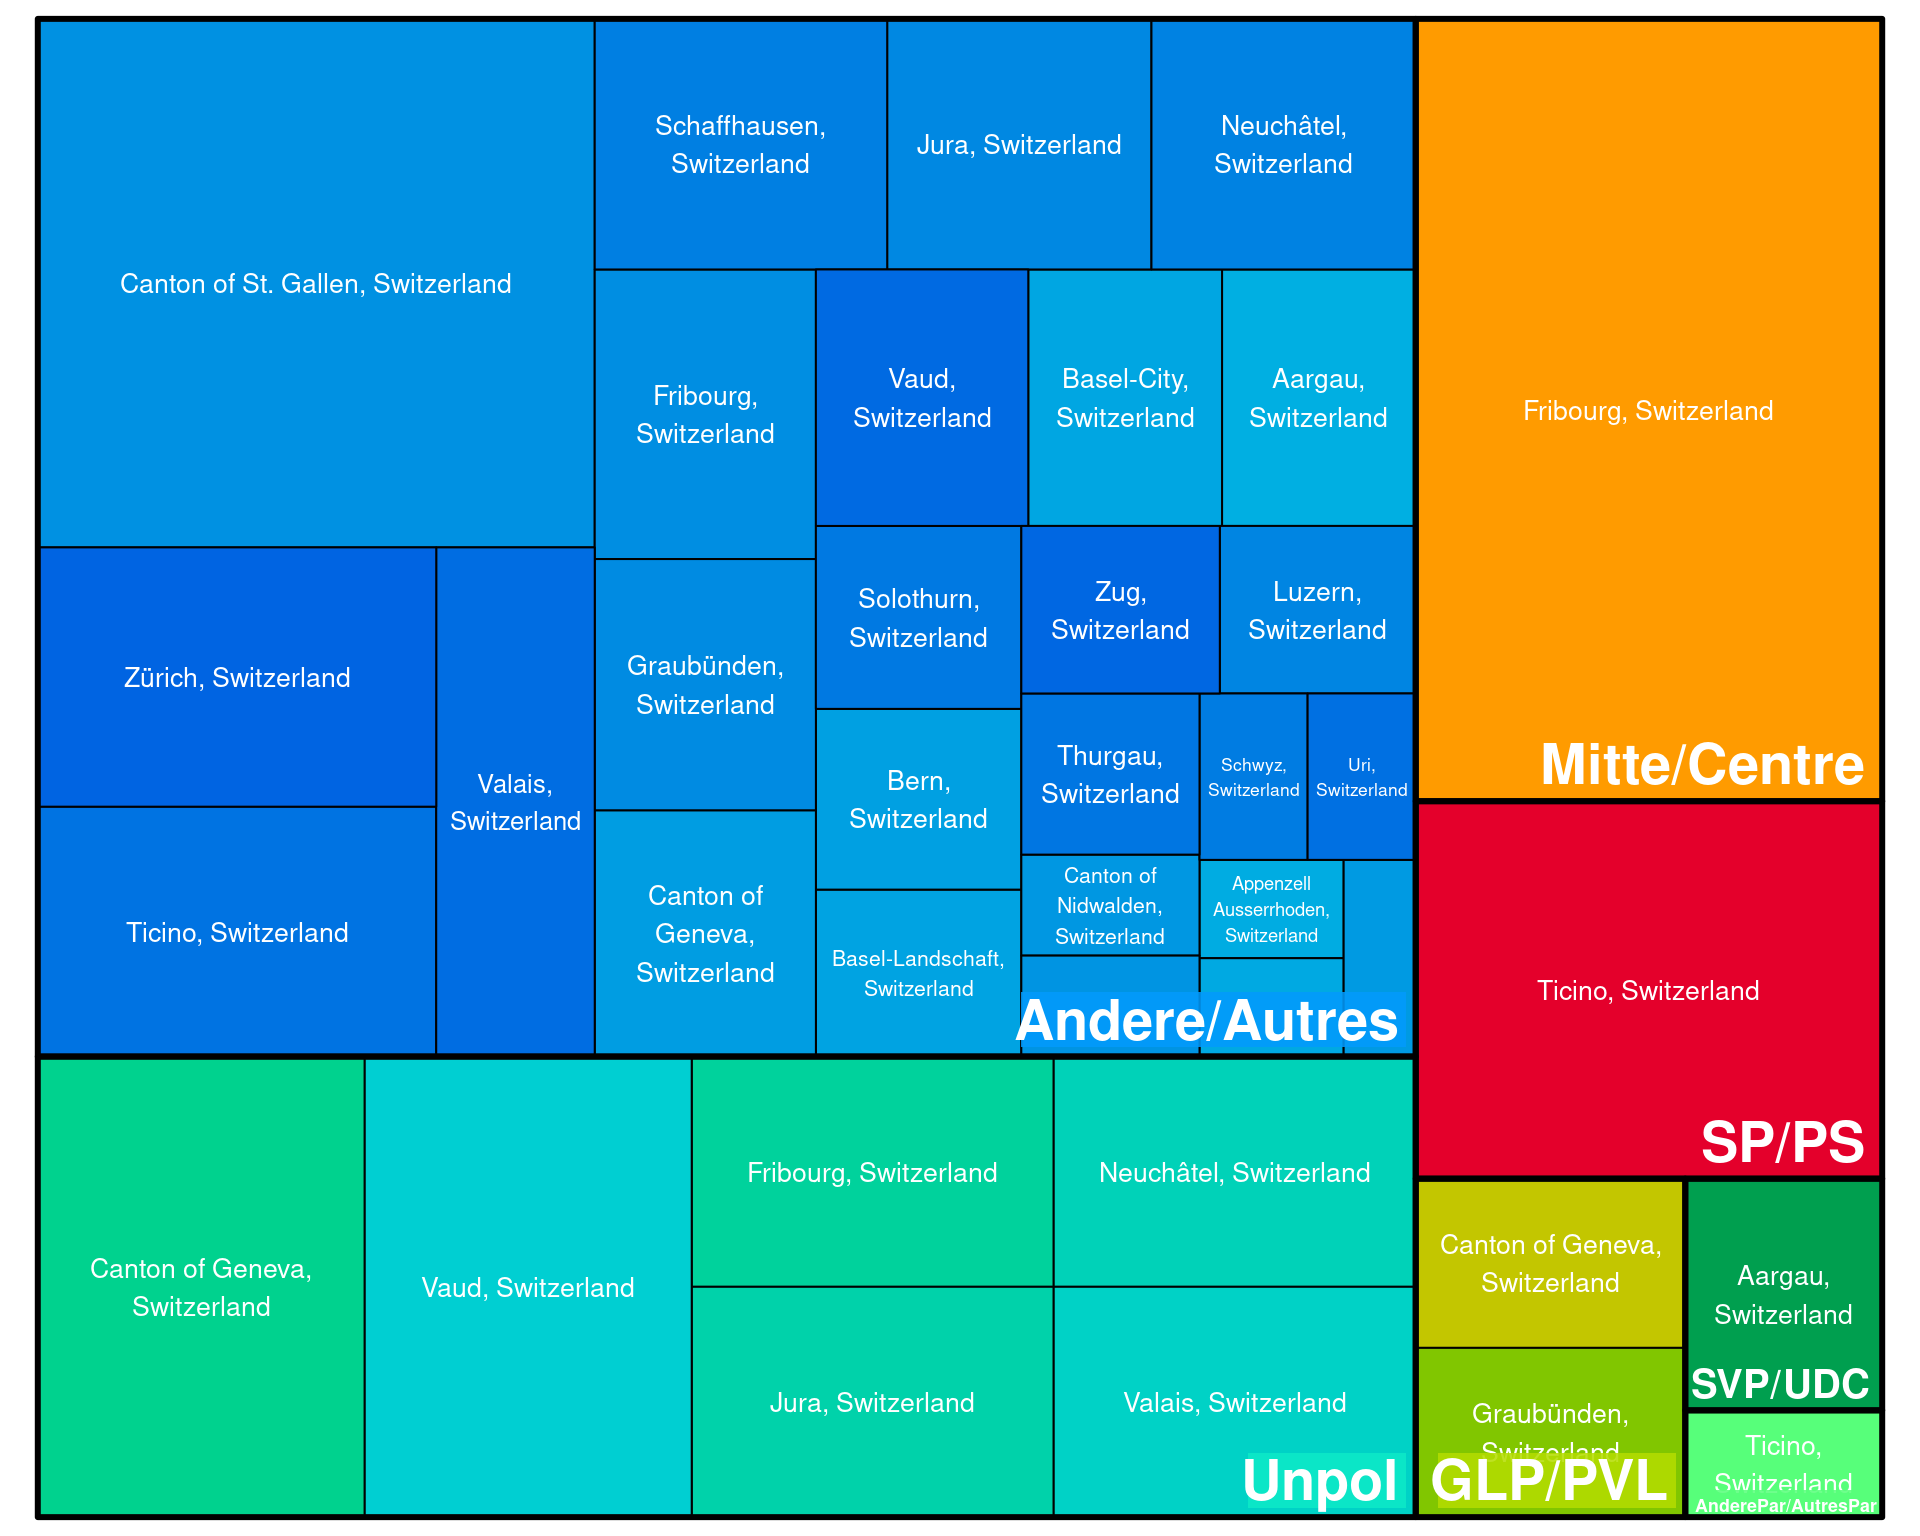 Canton of St. Gallen, Switzerland
Schaffhausen,
Switzerland
Jura, Switzerland
Neuchâtel,
Switzerland
Fribourg,
Switzerland
Vaud,
Switzerland
Basel-City,
Switzerland
Aargau,
Switzerland
Zürich, Switzerland
Valais,
Switzerland
Ticino, Switzerland
Graubünden,
Switzerland
Canton of
Geneva,
Switzerland
Solothurn,
Switzerland
Bern,
Switzerland
Basel-Landschaft,
Switzerland
Zug,
Switzerland
Luzern,
Switzerland
Thurgau,
Switzerland
Schwyz,
Switzerland
Uri,
Switzerland
Canton of
Nidwalden,
Switzerland
Appenzell
Ausserrhoden,
Switzerland
Andere/Autres
Fribourg, Switzerland
Mitte/Centre
Ticino, Switzerland
SP/PS
Canton of Geneva,
Switzerland
Vaud, Switzerland
Fribourg, Switzerland
Neuchâtel, Switzerland
Jura, Switzerland
Valais, Switzerland
Unpol
Canton of Geneva,
Switzerland
Graubünden,
Switzerland
GLP/PVL
Aargau,
Switzerland
SVP/UDC
Ticino,
Switzerland
AnderePar/AutresPar